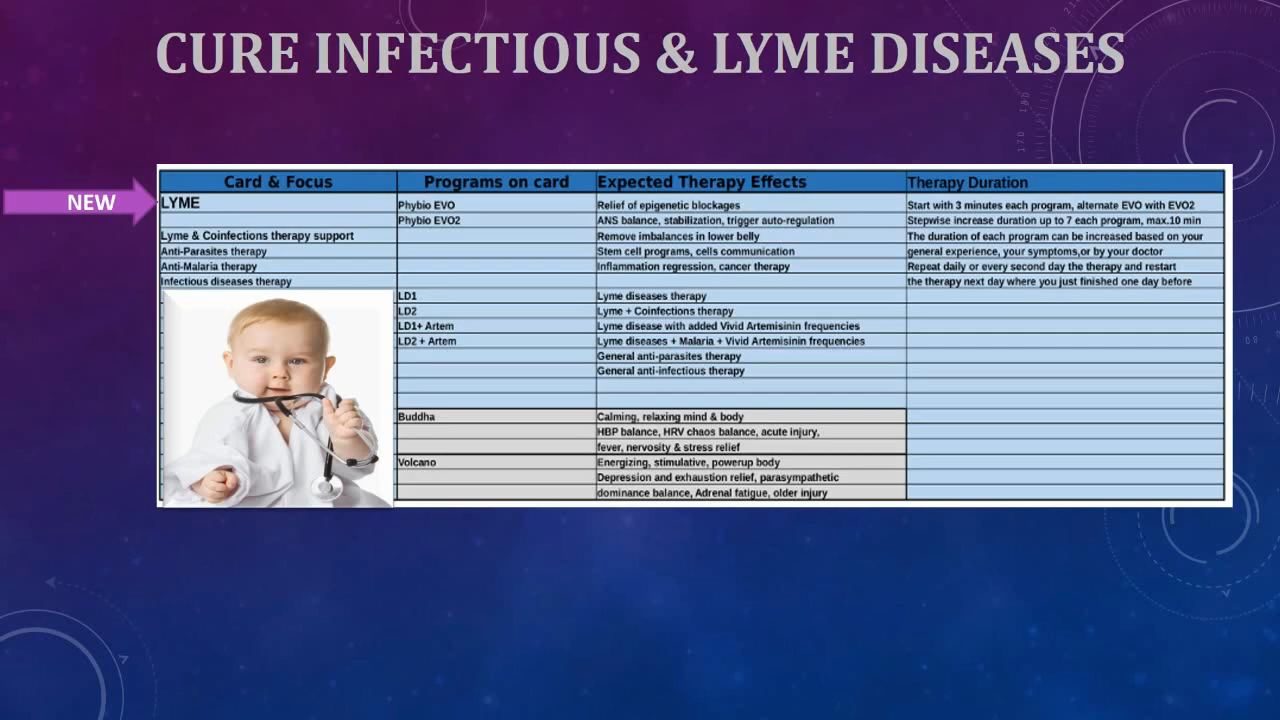 CURE INFECTIOUS & LYME DISEASES
NEW
Card & Focus Programs on card Expected Therapy Effects Therapy Duration
LYME Phybio EVO Relief of epigenetic blockages Start with 3 minutes each program, alternate EVO with EVO2
Phybio EVO2 ANS balance, stabilization, trigger auto-regulation Stepwise increase duration up to 7 each program, max.10 min
Lyme & Coinfections therapy support Remove imbalances in lower belly The duration of each program can be increased based on your
Anti-Parasites therapy Stem cell programs, cells communication general experience, your symptoms,or by your doctor
Anti-Malaria therapy Inflammation regression, cancer therapy Repeat daily or every second day the therapy and restart
Infectious diseases therapy the therapy next day where you just finished one day before
LD1 Lyme diseases therapy
LD2 Lyme + Coinfections therapy
LD1+ Artem Lyme disease with added Vivid Artemisinin frequencies
LD2 + Artem Lyme diseases + Malaria + Vivid Artemisinin frequencies
General anti-parasites therapy
General anti-infectious therapy
Buddha Calming, relaxing mind & body
HBP balance, HRV chaos balance, acute injury,
fever, nervosity & stress relief
Volcano Energizing, stimulative, powerup body
Depression and exhaustion relief, parasympathetic
dominance balance, Adrenal fatigue, older injury
170
180